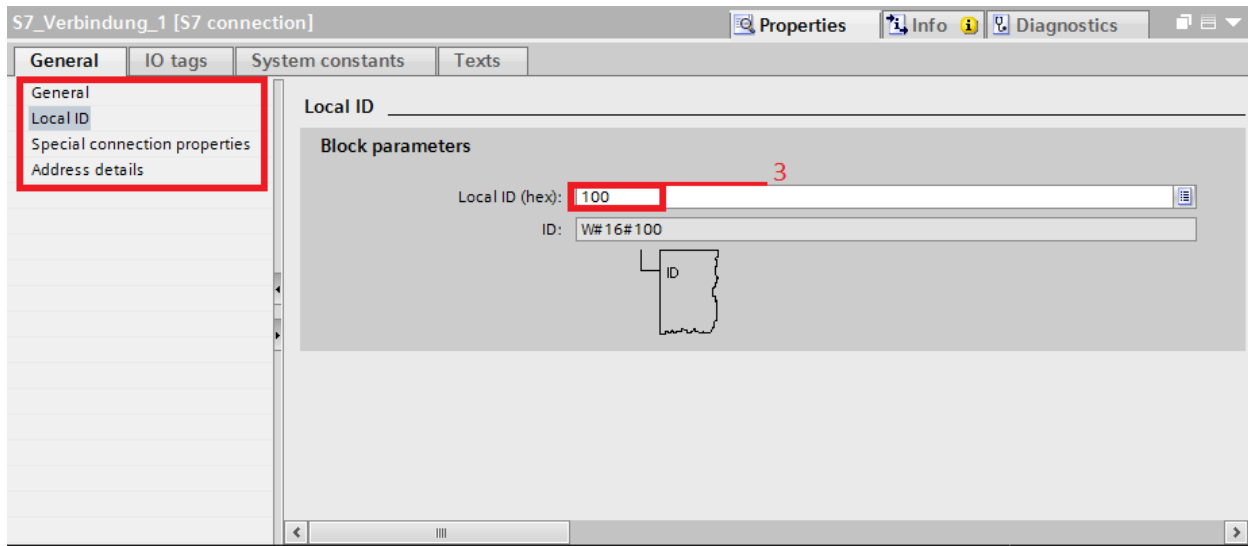 S7_Verbindung_1 [S7 connection]
Properties
Info
Diagnostics
General
IO tags
System constants
Texts
General
Local ID
Special connection properties
Address details
Local ID
Block parameters
3
Local ID (hex): 100
ID: W#16#100
ID